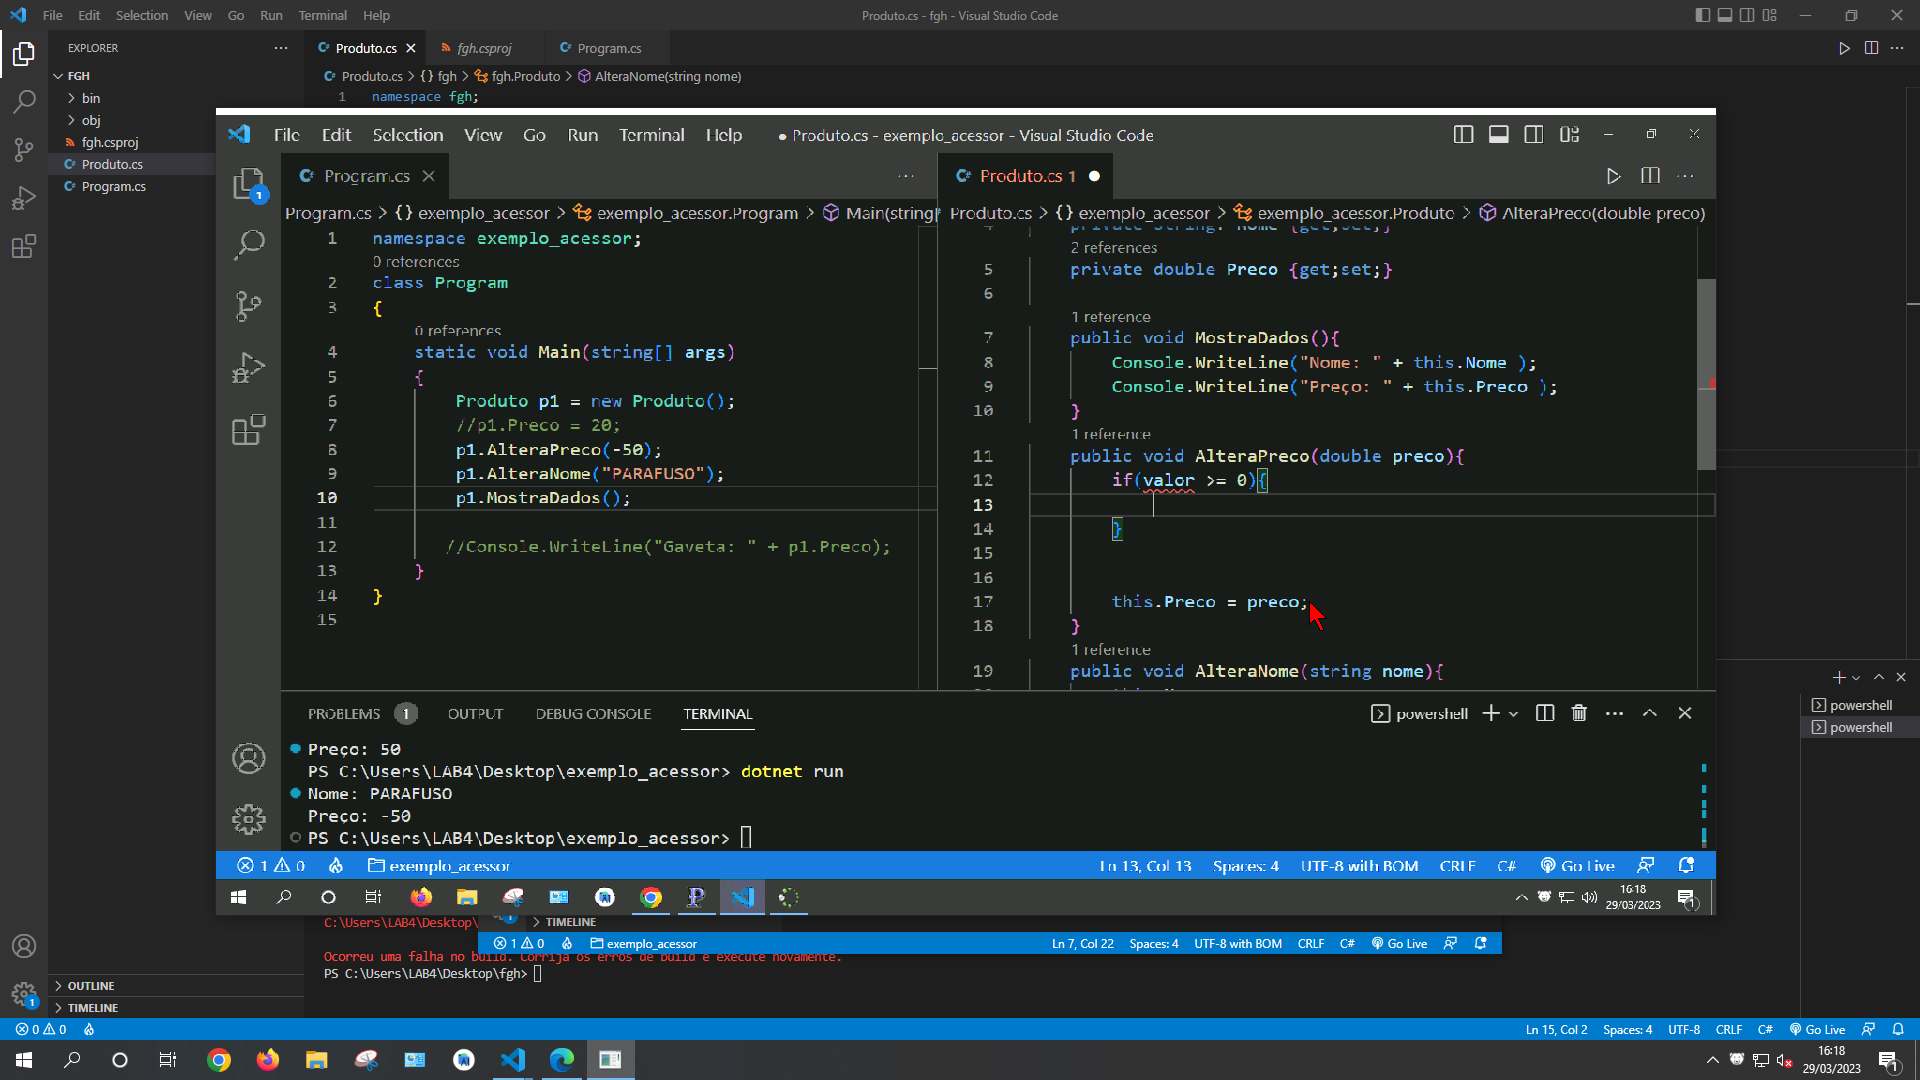 File Edit Selection View Go Run Terminal Help
Produto.cs - fgh - Visual Studio Code
EXPLORER
FGH
bin
obj
fgh.csproj
Produto.cs
Program.cs
Produto.cs
fgh.csproj
Program.cs
Produto.cs > {} fgh > fgh.Produto > AlteraNome(string nome)
1 namespace fgh;
File Edit Selection View Go Run Terminal Help
● Produto.cs - exemplo_acessor - Visual Studio Code
1
Program.cs
Program.cs > {} exemplo_acessor > exemplo_acessor.Program > Main(string[
1 namespace exemplo_acessor;
0 references
2 class Program
3 {
0 references
4 static void Main(string[] args)
5 {
6 Produto p1 = new Produto();
7 //p1.Preco = 20;
8 p1.AlteraPreco(-50);
9 p1.AlteraNome("PARAFUSO");
10 p1.MostraDados();
11
12 //Console.WriteLine("Gaveta: " + p1.Preco);
13 }
14 }
15
Produto.cs 1
Produto.cs > {} exemplo_acessor > exemplo_acessor.Produto > AlteraPreco(double preco)
4 private string. Nome {get;set;}
2 references
5 private double Preco {get;set;}
6
1 reference
7 public void MostraDados(){
8 Console.WriteLine("Nome: " + this.Nome );
9 Console.WriteLine("Preço: " + this.Preco );
10 }
1 reference
11 public void AlteraPreco(double preco){
12 if(valor >= 0){
13
14 }
15
16
17 this.Preco = preco;
18 }
1 reference
19 public void AlteraNome(string nome){
PROBLEMS 1 OUTPUT DEBUG CONSOLE TERMINAL
powershell
Preço: 50
PS C:\Users\LAB4\Desktop\exemplo_acessor> dotnet run
Nome: PARAFUSO
Preço: -50
PS C:\Users\LAB4\Desktop\exemplo_acessor>
1 0 exemplo_acessor
Ln 13, Col 13 Spaces: 4 UTF-8 with BOM CRLF C# Go Live
16:18
29/03/2023
1
powershell
powershell
C:\Users\LAB4\Desktop\
TIMELINE
1 0 exemplo_acessor
Ln 7, Col 22 Spaces: 4 UTF-8 with BOM CRLF C# Go Live
Ocorreu uma falha no build. Corrija os erros de build e execute novamente.
PS C:\Users\LAB4\Desktop\fgh>
1
OUTLINE
TIMELINE
0 0
Ln 15, Col 2 Spaces: 4 UTF-8 CRLF C# Go Live
16:18
29/03/2023
1